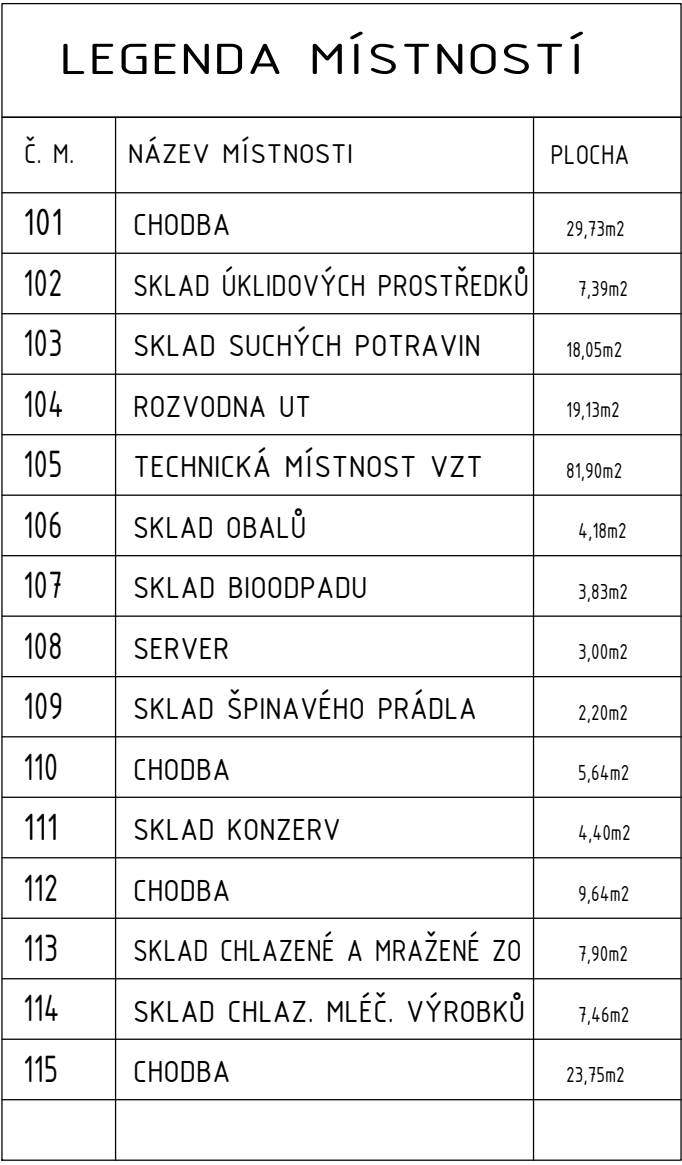 LEGENDA MÍSTNOSTÍ
Č. M. NÁZEV MÍSTNOSTI PLOCHA
101 CHODBA 29,73m2
102 SKLAD ÚKLIDOVÝCH PROSTŘEDKŮ 7,39m2
103 SKLAD SUCHÝCH POTRAVIN 18,05m2
104 ROZVODNA UT 19,13m2
105 TECHNICKÁ MÍSTNOST VZT 81,90m2
106 SKLAD OBALŮ 4,18m2
107 SKLAD BIOODPADU 3,83m2
108 SERVER 3,00m2
109 SKLAD ŠPINAVÉHO PRÁDLA 2,20m2
110 CHODBA 5,64m2
111 SKLAD KONZERV 4,40m2
112 CHODBA 9,64m2
113 SKLAD CHLAZENÉ A MRAŽENÉ ZO 7,90m2
114 SKLAD CHLAZ. MLÉČ. VÝROBKŮ 7,46m2
115 CHODBA 23,75m2